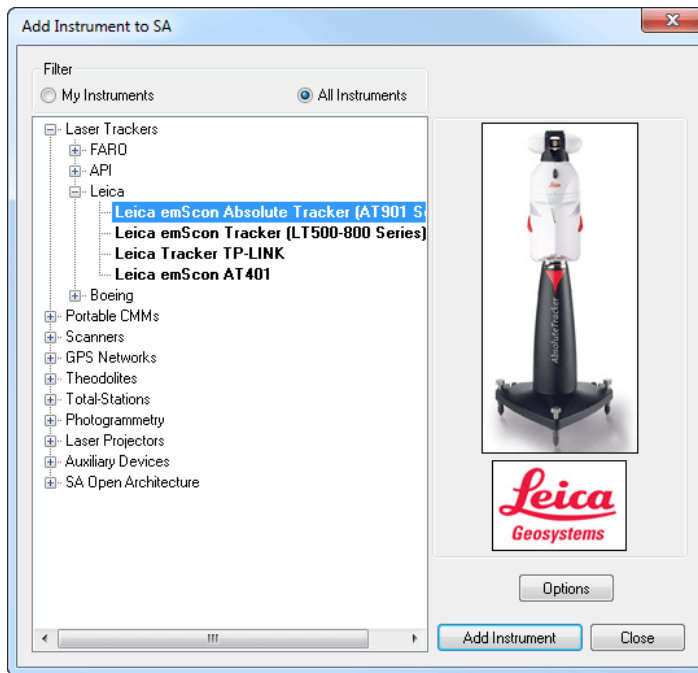 Add Instrument to SA
Filter
My Instruments
All Instruments
Laser Trackers
FARO
API
Leica
Leica emScon Absolute Tracker (AT901 S
Leica emScon Tracker (LT500-800 Series)
Leica Tracker TP-LINK
Leica emScon AT401
Boeing
Portable CMMs
Scanners
GPS Networks
Theodolites
Total-Stations
Photogrammetry
Laser Projectors
Auxiliary Devices
SA Open Architecture
AbsoluteTracker
Leica
Geosystems
Options
Add Instrument
Close